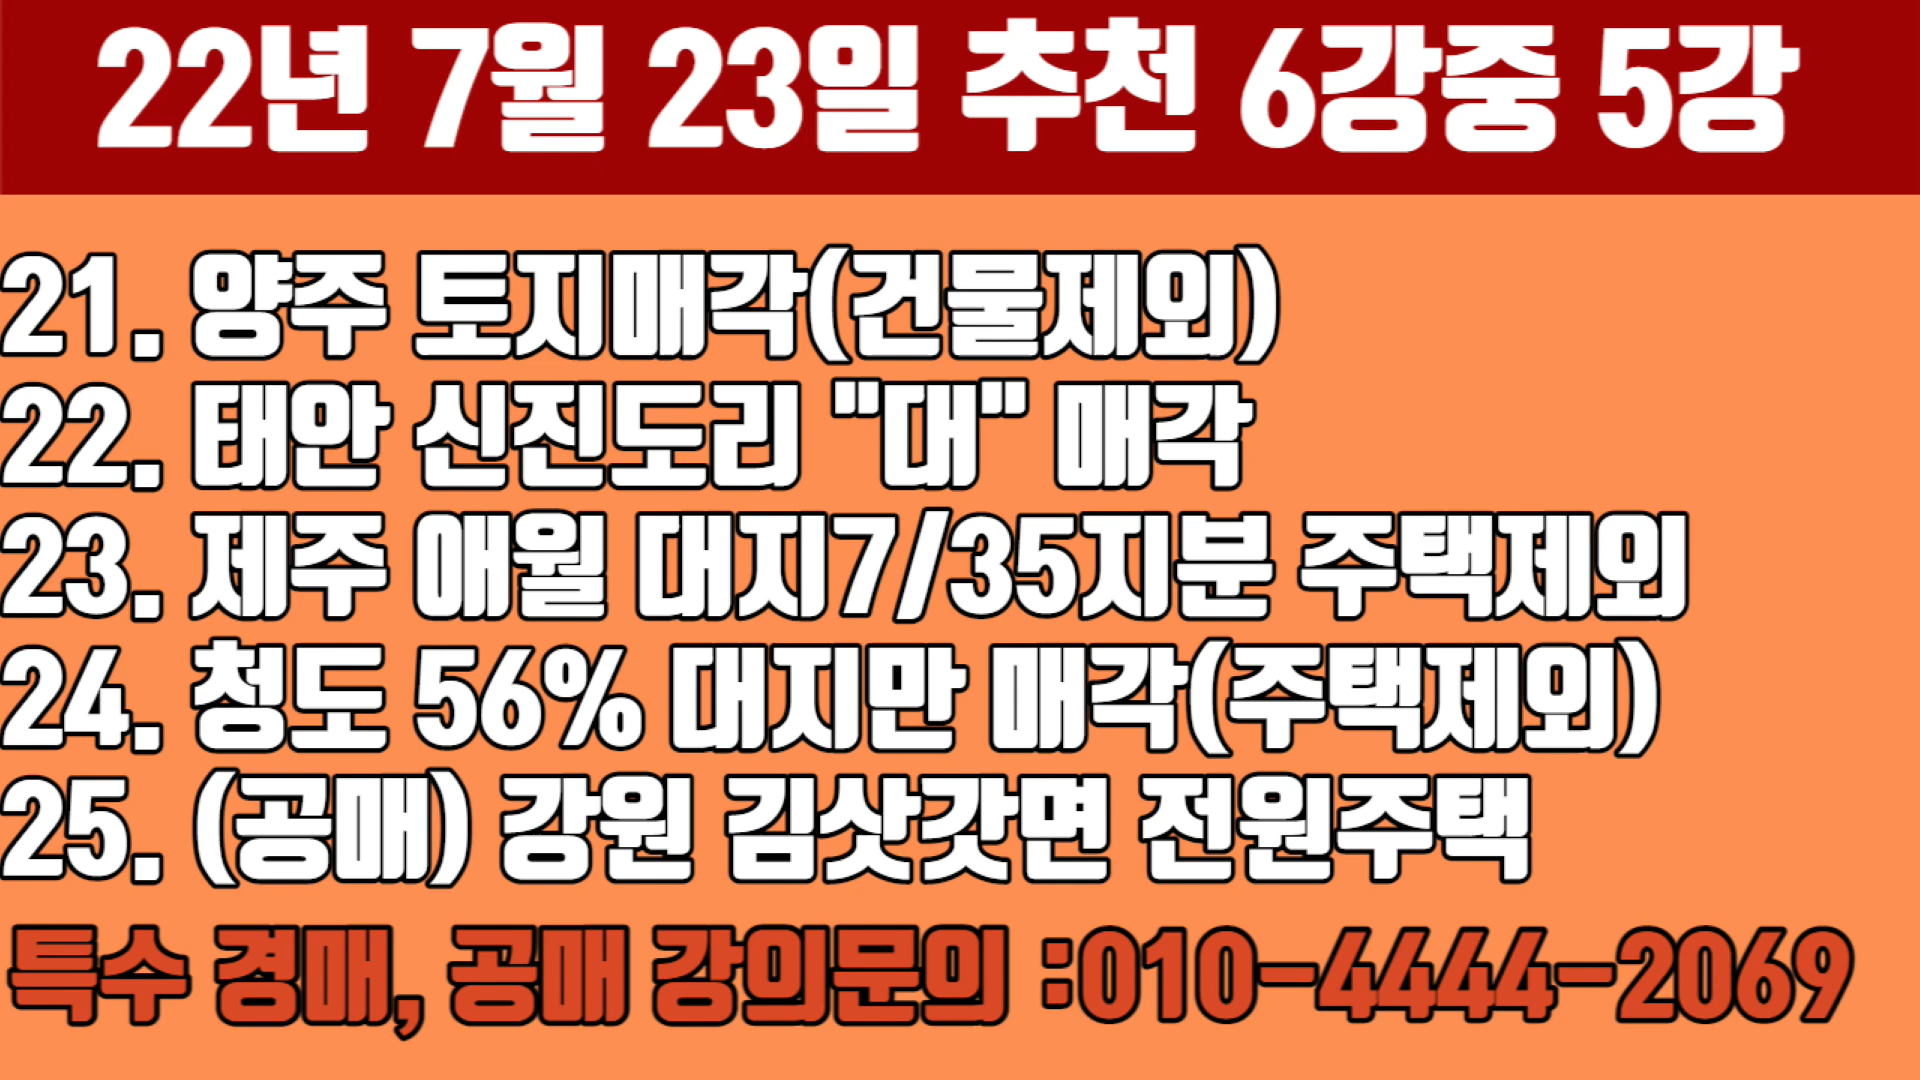 22년 7월 23일 추천 6강중 5강
21. 양주 토지매각(건물제외)
22. 태안 신진도리 "대" 매각
23. 제주 애월 대지7/35지분 주택제외
24. 청도 56% 대지만 매각(주택제외)
25. (공매) 강원 김삿갓면 전원주택
특수 경매, 공매 강의문의 :010-4444-2069